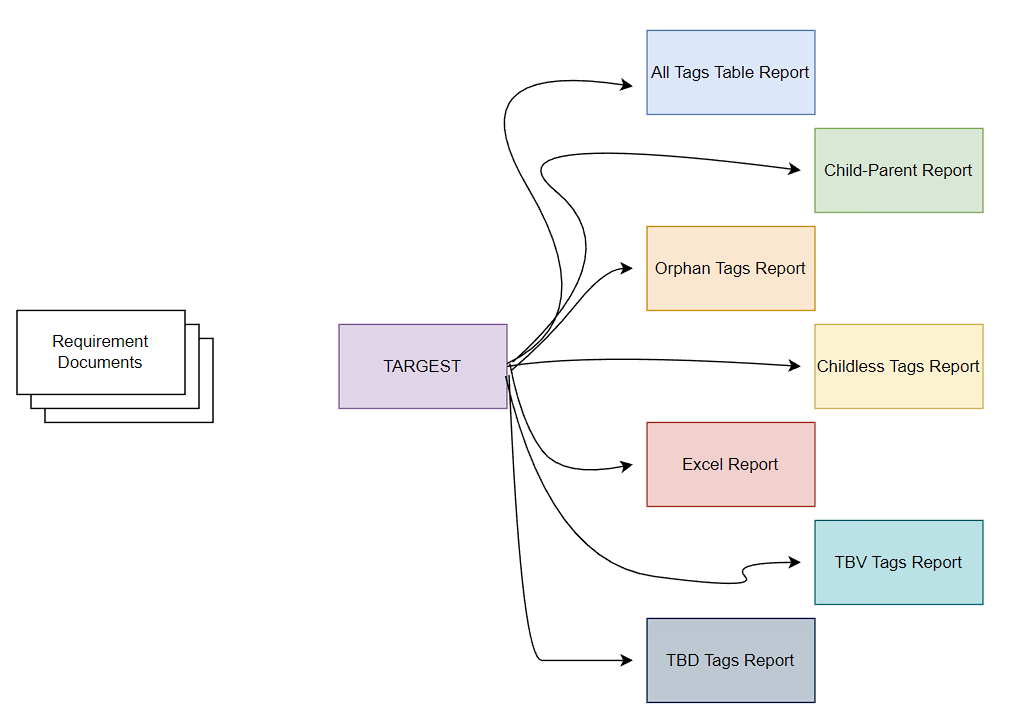 All Tags Table Report
Child-Parent Report
Orphan Tags Report
Requirement
Documents
TARGEST
Childless Tags Report
Excel Report
TBV Tags Report
TBD Tags Report